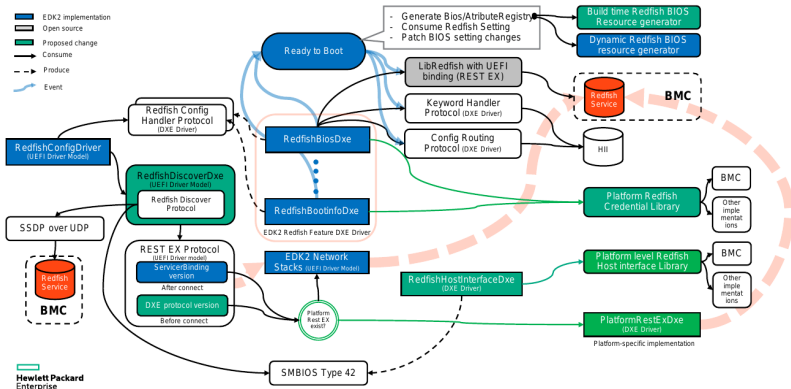 EDK2 implementation
Open source
Proposed change
Consume
Produce
Event
Ready to Boot
- Generate Bios/AtributeRegistry
- Consume Redfish Setting
- Patch BIOS setting changes
Build time Redfish BIOS
Resource generator
Dynamic Redfish BIOS
resource generator
LibRedfish with UEFI
binding (REST EX)
Redfish
Service
BMC
Keyword Handler
Protocol (DXE Driver)
Config Routing
Protocol (DXE Driver)
HII
Redfish Config
Handler Protocol
(DXE Driver)
RedfishConfigDriver
(UEFI Driver Model)
RedfishBiosDxe
RedfishBootinfoDxe
EDK2 Redfish Feature DXE Driver
RedfishDiscoverDxe
(UEFI Driver Model)
Redfish Discover
Protocol
SSDP over UDP
Redfish
Service
BMC
REST EX Protocol
(UEFI Driver model)
ServicerBinding
version
After connect
DXE protocol version
Before connect
EDK2 Network
Stacks (UEFI Driver Model)
Platform
Rest EX
exist?
RedfishHostInterfaceDxe
(DXE Driver)
Platform Redfish
Credential Library
BMC
Other
imple
mentat
ions
Platform level Redfish
Host interface Library
BMC
Other
imple
mentat
ions
PlatformRestExDxe
(DXE Driver)
Platform-specific implementation
SMBIOS Type 42
Hewlett Packard
Enterprise